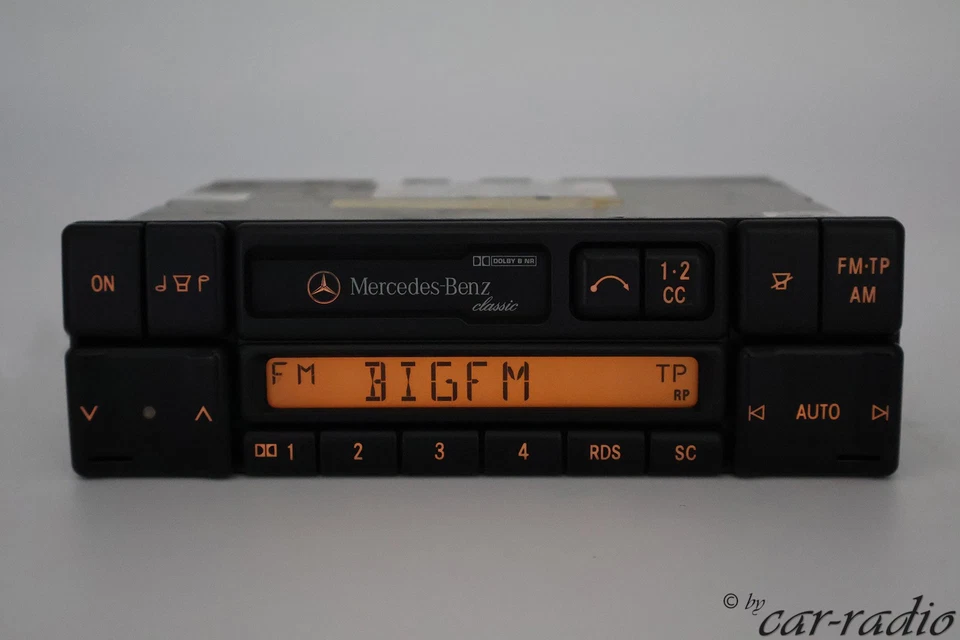 ON
DOLBY B NR
Mercedes-Benz
classic
1·2
CC
FM·TP
AM
FM BIGFM TP
RP
AUTO
1 2 3 4 RDS SC
© by
car-radio